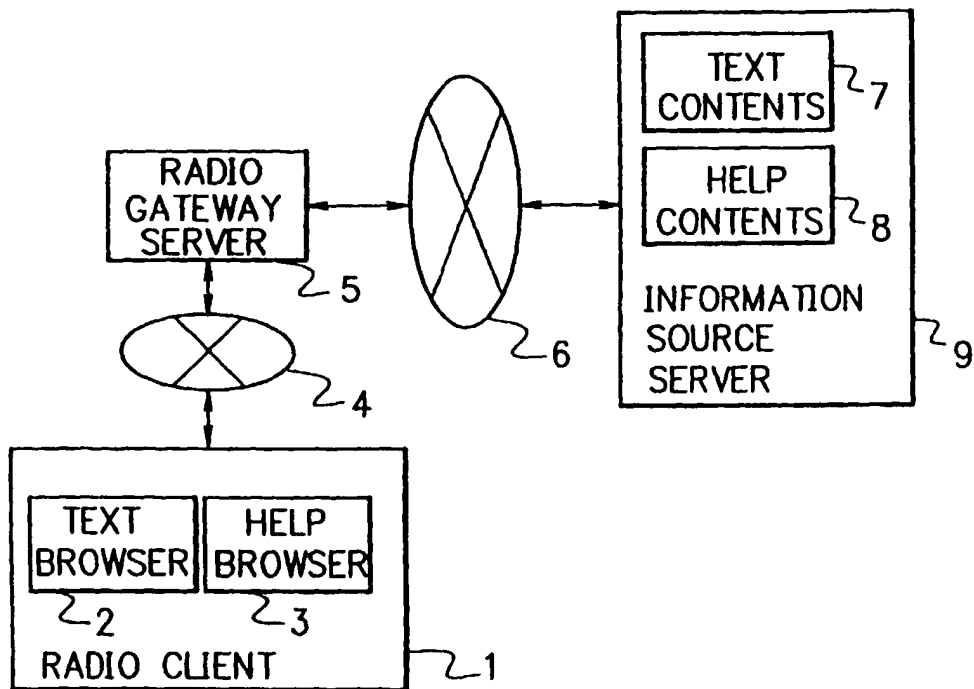 TEXT
CONTENTS
7
HELP
CONTENTS
8
INFORMATION
SOURCE
SERVER
9
RADIO
GATEWAY
SERVER
5
6
4
TEXT
BROWSER
2
HELP
BROWSER
3
RADIO CLIENT
1